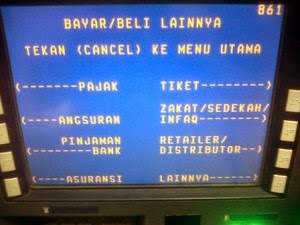 861
BAYAR/BELI LAINNYA
TEKAN (CANCEL) KE MENU UTAMA
PAJAK TIKET
ANGSURAN ZAKAT/SEDEKAH/
INFAQ
PINJAMAN RETAILER/
BANK DISTRIBUTOR
ASURANSI LAINNYA